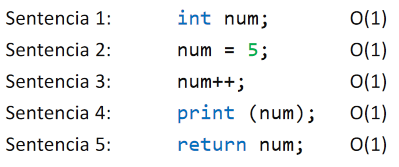 Sentencia 1: int num; O(1)
Sentencia 2: num = 5; O(1)
Sentencia 3: num++; O(1)
Sentencia 4: print (num); O(1)
Sentencia 5: return num; O(1)